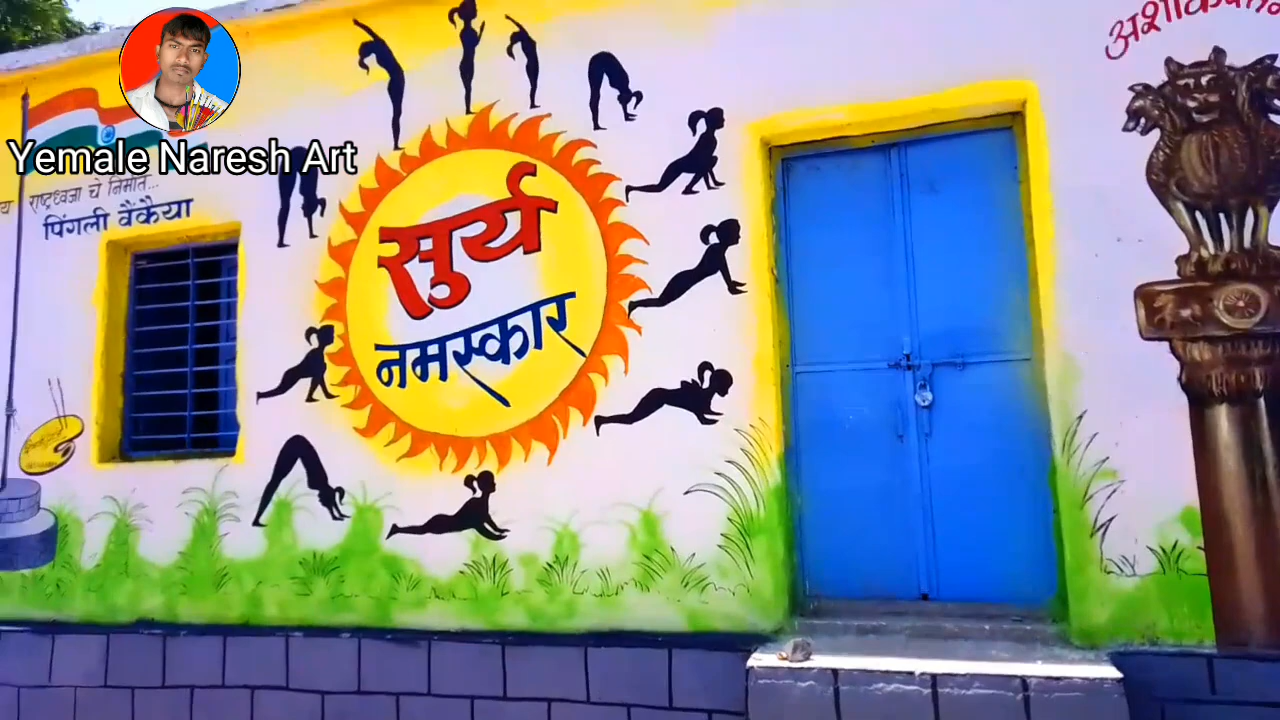 Yemale Naresh Art
राष्ट्रध्वजा चे निर्माते...
पिंगली वैंकैया
सुर्य
नमस्कार